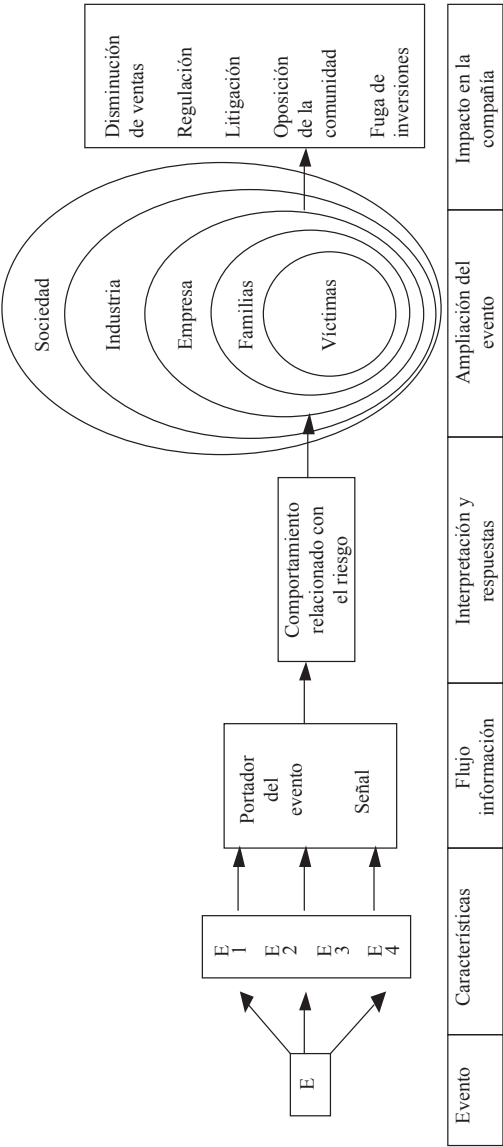 E
E
1
E
2
E
3
E
4
Portador
del
evento
Señal
Comportamiento
relacionado con
el riesgo
Sociedad
Industria
Empresa
Familias
Víctimas
Disminución
de ventas
Regulación
Litigación
Oposición
de la
comunidad
Fuga de
inversiones
Evento
Características
Flujo
información
Interpretación y
respuestas
Ampliación del
evento
Impacto en la
compañía